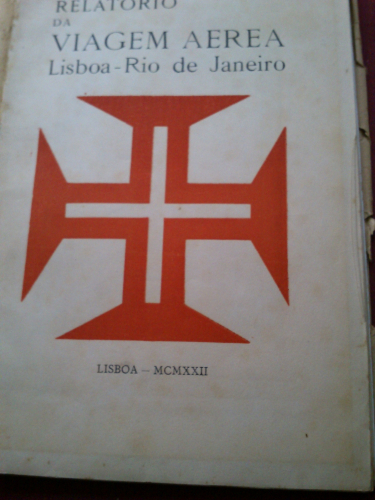 RELATORIO
DA
VIAGEM AEREA
Lisboa-Rio de Janeiro
LISBOA — MCMXXII